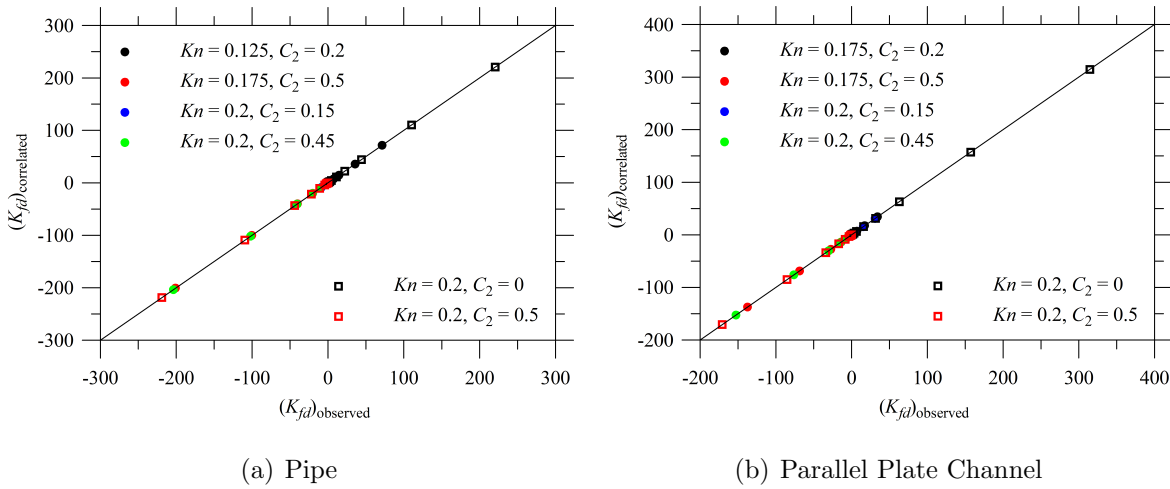 300
200
100
0
-100
-200
-300
-300 -200 -100 0 100 200 300
(K_fd)correlated
(K_fd)observed
Kn = 0.125, C₂ = 0.2
Kn = 0.175, C₂ = 0.5
Kn = 0.2, C₂ = 0.15
Kn = 0.2, C₂ = 0.45
Kn = 0.2, C₂ = 0
Kn = 0.2, C₂ = 0.5
(a) Pipe
400
300
200
100
0
-100
-200
-200 -100 0 100 200 300 400
(K_fd)correlated
(K_fd)observed
Kn = 0.175, C₂ = 0.2
Kn = 0.175, C₂ = 0.5
Kn = 0.2, C₂ = 0.15
Kn = 0.2, C₂ = 0.45
Kn = 0.2, C₂ = 0
Kn = 0.2, C₂ = 0.5
(b) Parallel Plate Channel